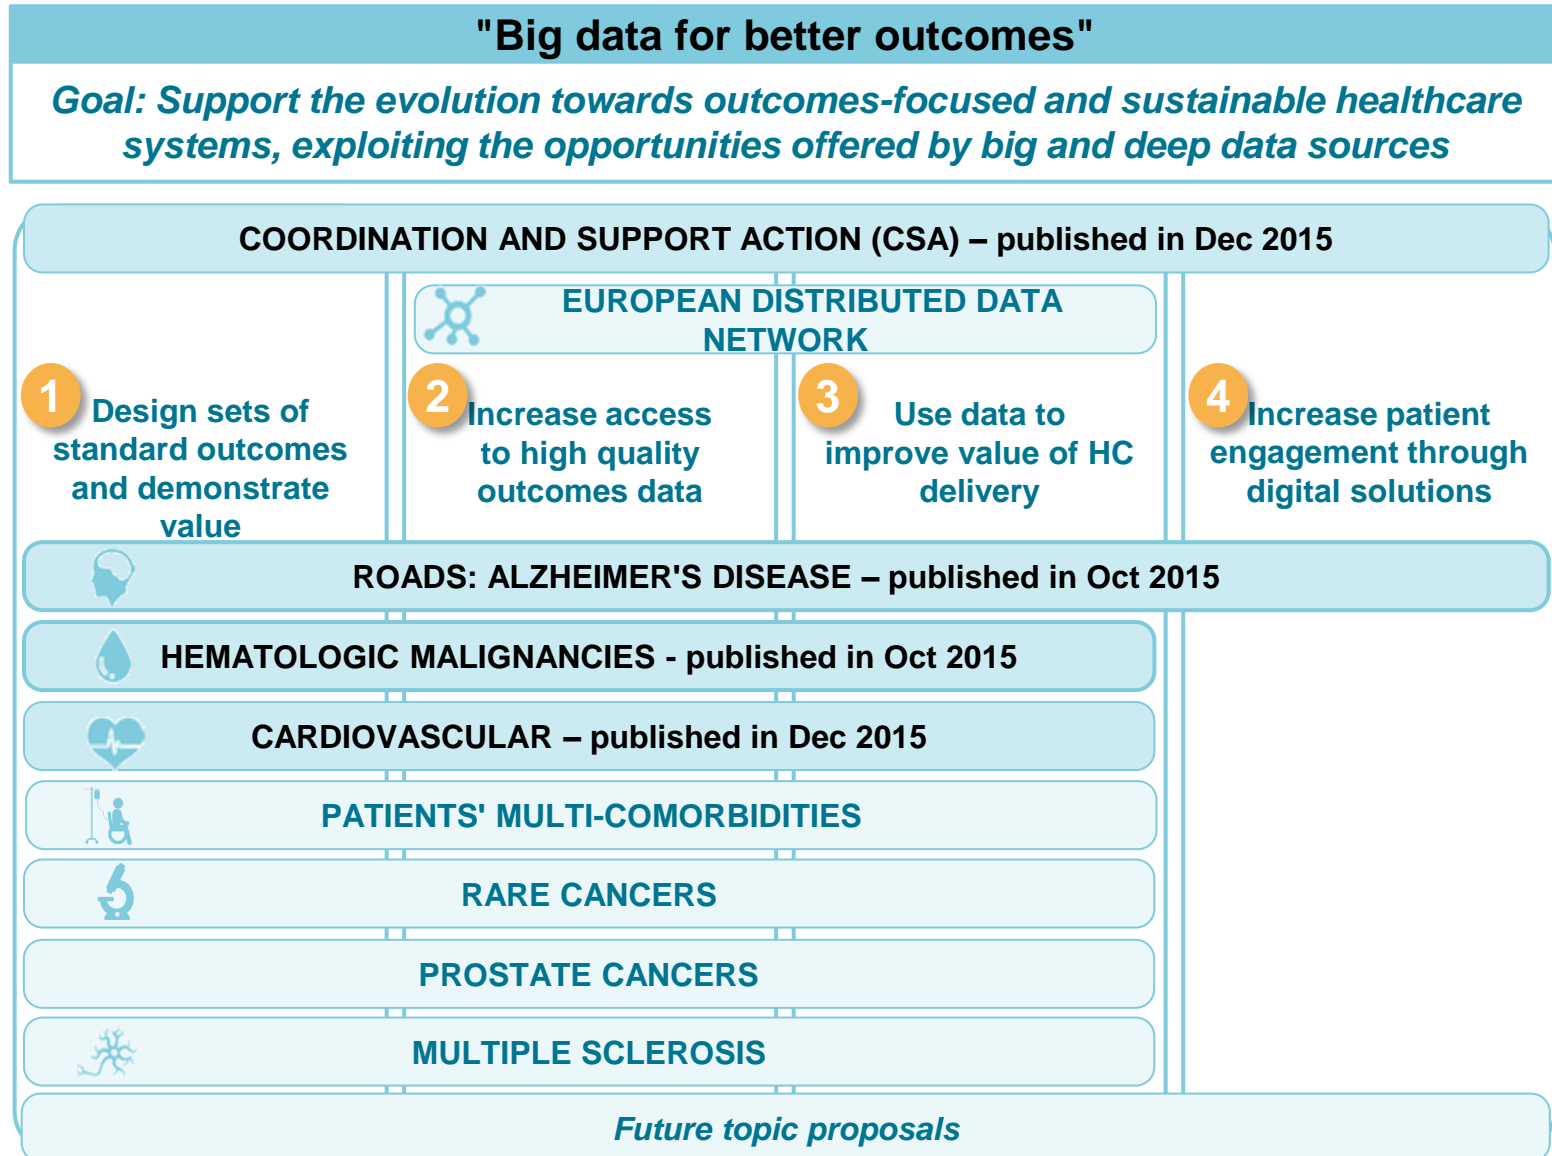 "Big data for better outcomes"
Goal: Support the evolution towards outcomes-focused and sustainable healthcare
systems, exploiting the opportunities offered by big and deep data sources
COORDINATION AND SUPPORT ACTION (CSA) – published in Dec 2015
EUROPEAN DISTRIBUTED DATA
NETWORK
1
Design sets of
standard outcomes
and demonstrate
value
2
Increase access
to high quality
outcomes data
3
Use data to
improve value of HC
delivery
4
Increase patient
engagement through
digital solutions
ROADS: ALZHEIMER'S DISEASE – published in Oct 2015
HEMATOLOGIC MALIGNANCIES - published in Oct 2015
CARDIOVASCULAR – published in Dec 2015
PATIENTS' MULTI-COMORBIDITIES
RARE CANCERS
PROSTATE CANCERS
MULTIPLE SCLEROSIS
Future topic proposals